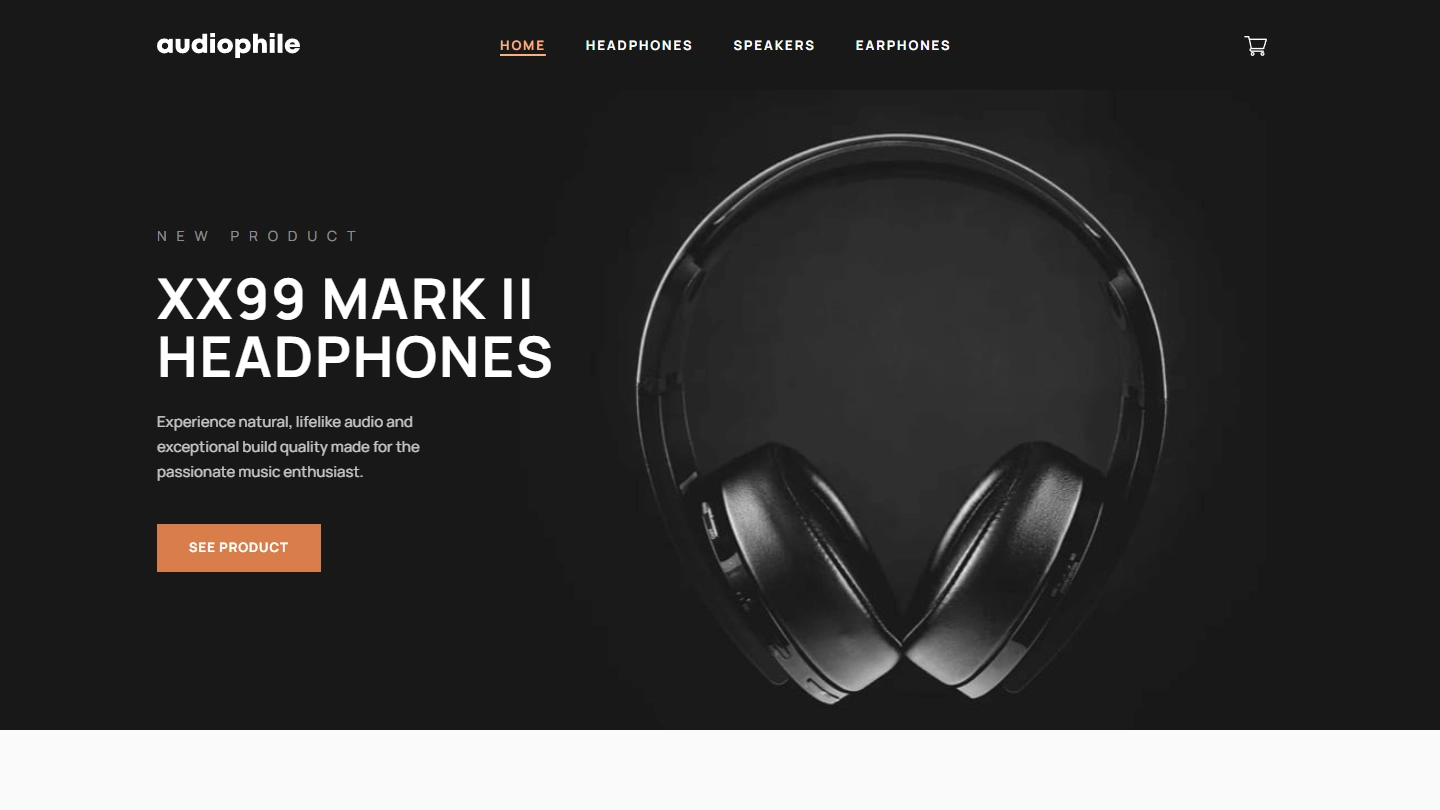 audiophile
HOME HEADPHONES SPEAKERS EARPHONES
NEW PRODUCT
XX99 MARK II
HEADPHONES
Experience natural, lifelike audio and
exceptional build quality made for the
passionate music enthusiast.
SEE PRODUCT